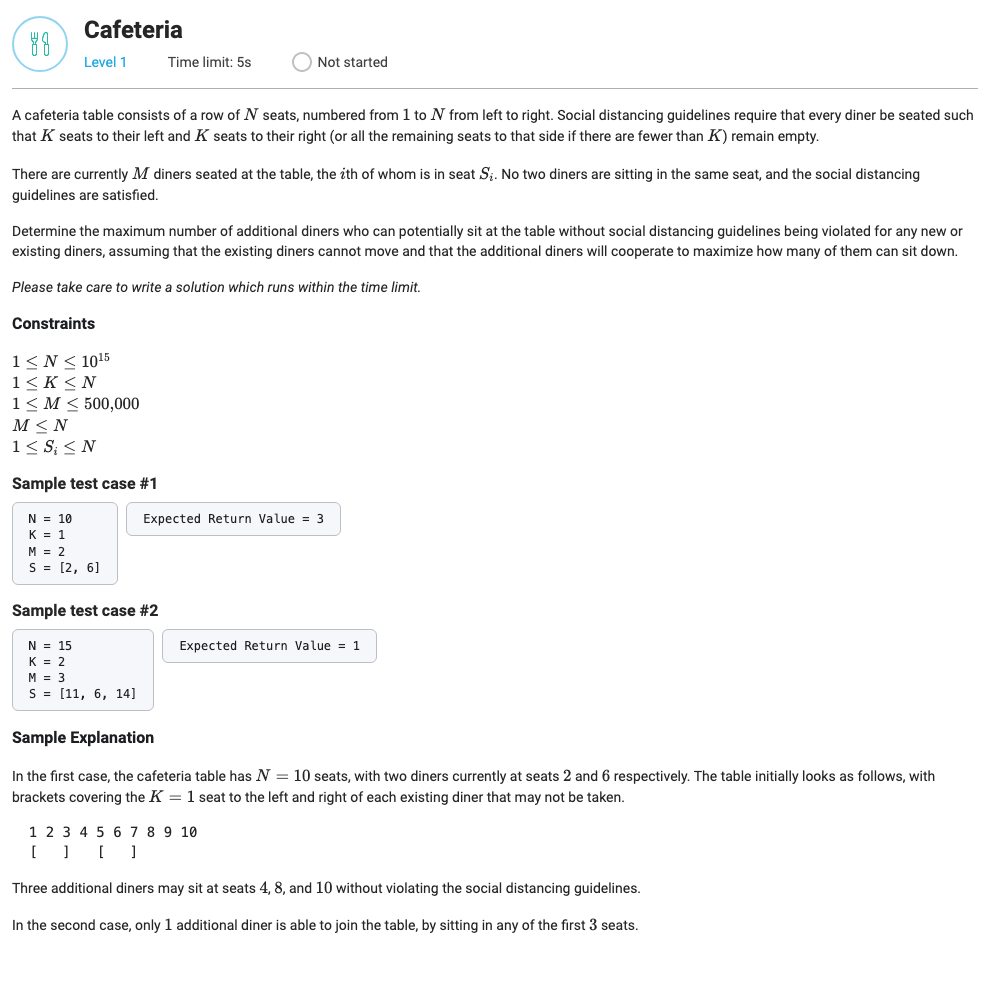 Cafeteria
Level 1 Time limit: 5s Not started
A cafeteria table consists of a row of N seats, numbered from 1 to N from left to right. Social distancing guidelines require that every diner be seated such
that K seats to their left and K seats to their right (or all the remaining seats to that side if there are fewer than K) remain empty.
There are currently M diners seated at the table, the ith of whom is in seat Sᵢ. No two diners are sitting in the same seat, and the social distancing
guidelines are satisfied.
Determine the maximum number of additional diners who can potentially sit at the table without social distancing guidelines being violated for any new or
existing diners, assuming that the existing diners cannot move and that the additional diners will cooperate to maximize how many of them can sit down.
Please take care to write a solution which runs within the time limit.
Constraints
1 ≤ N ≤ 10¹⁵
1 ≤ K ≤ N
1 ≤ M ≤ 500,000
M ≤ N
1 ≤ Sᵢ ≤ N
Sample test case #1
N = 10
K = 1
M = 2
S = [2, 6]
Expected Return Value = 3
Sample test case #2
N = 15
K = 2
M = 3
S = [11, 6, 14]
Expected Return Value = 1
Sample Explanation
In the first case, the cafeteria table has N = 10 seats, with two diners currently at seats 2 and 6 respectively. The table initially looks as follows, with
brackets covering the K = 1 seat to the left and right of each existing diner that may not be taken.
1 2 3 4 5 6 7 8 9 10
[   ]   [   ]
Three additional diners may sit at seats 4, 8, and 10 without violating the social distancing guidelines.
In the second case, only 1 additional diner is able to join the table, by sitting in any of the first 3 seats.